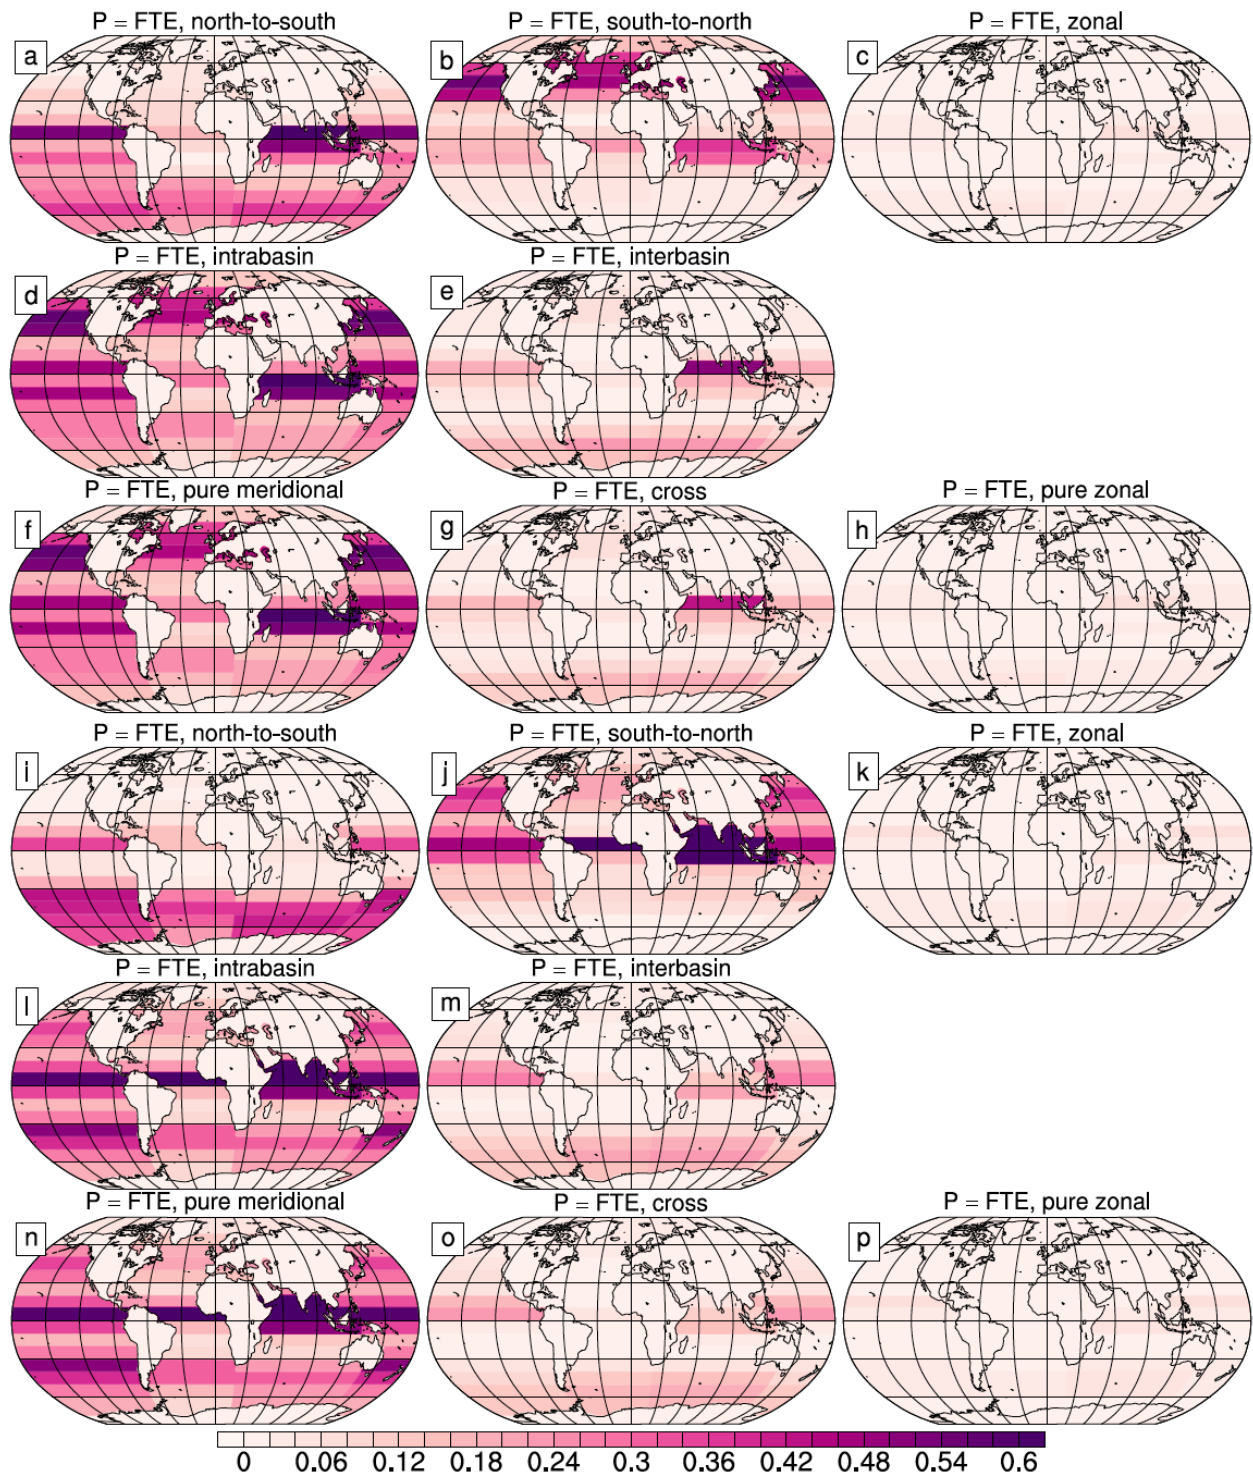 P = FTE, north-to-south P = FTE, south-to-north P = FTE, zonal
a b c
P = FTE, intrabasin P = FTE, interbasin
d e
P = FTE, pure meridional P = FTE, cross P = FTE, pure zonal
f g h
P = FTE, north-to-south P = FTE, south-to-north P = FTE, zonal
i j k
P = FTE, intrabasin P = FTE, interbasin
l m
P = FTE, pure meridional P = FTE, cross P = FTE, pure zonal
n o p
0 0.06 0.12 0.18 0.24 0.3 0.36 0.42 0.48 0.54 0.6